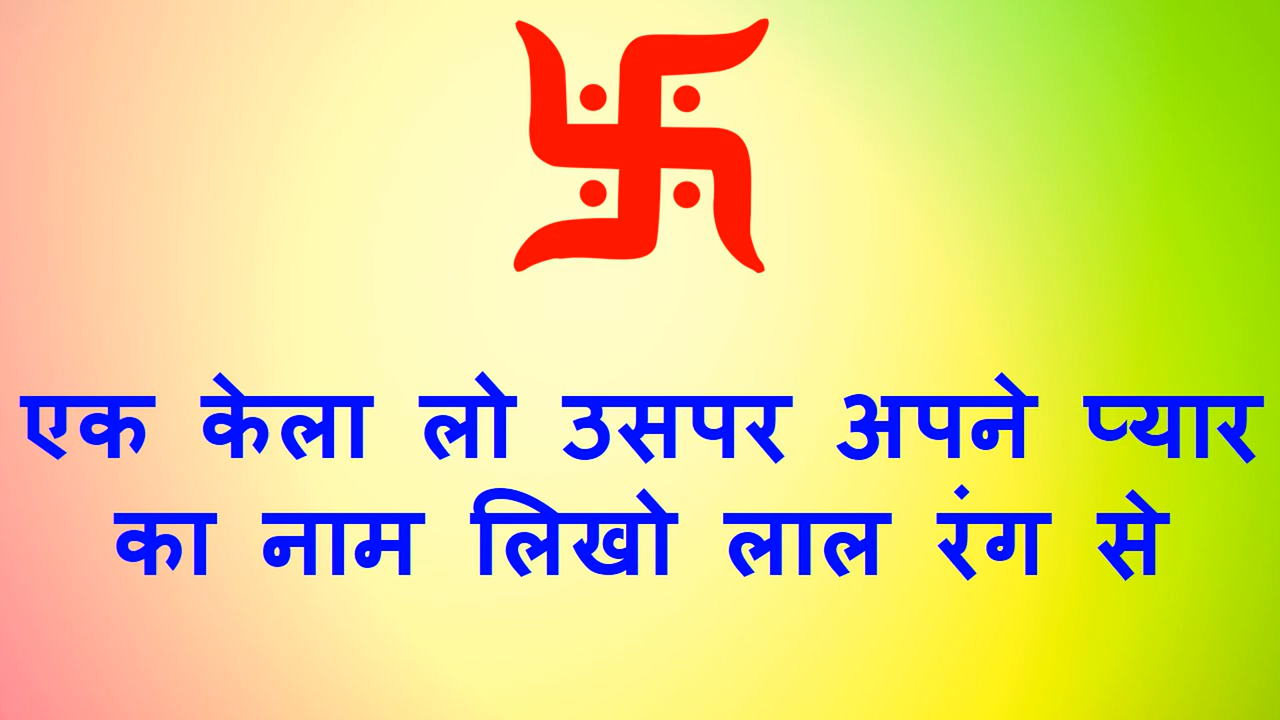 एक केला लो उसपर अपने प्यार
का नाम लिखो लाल रंग से